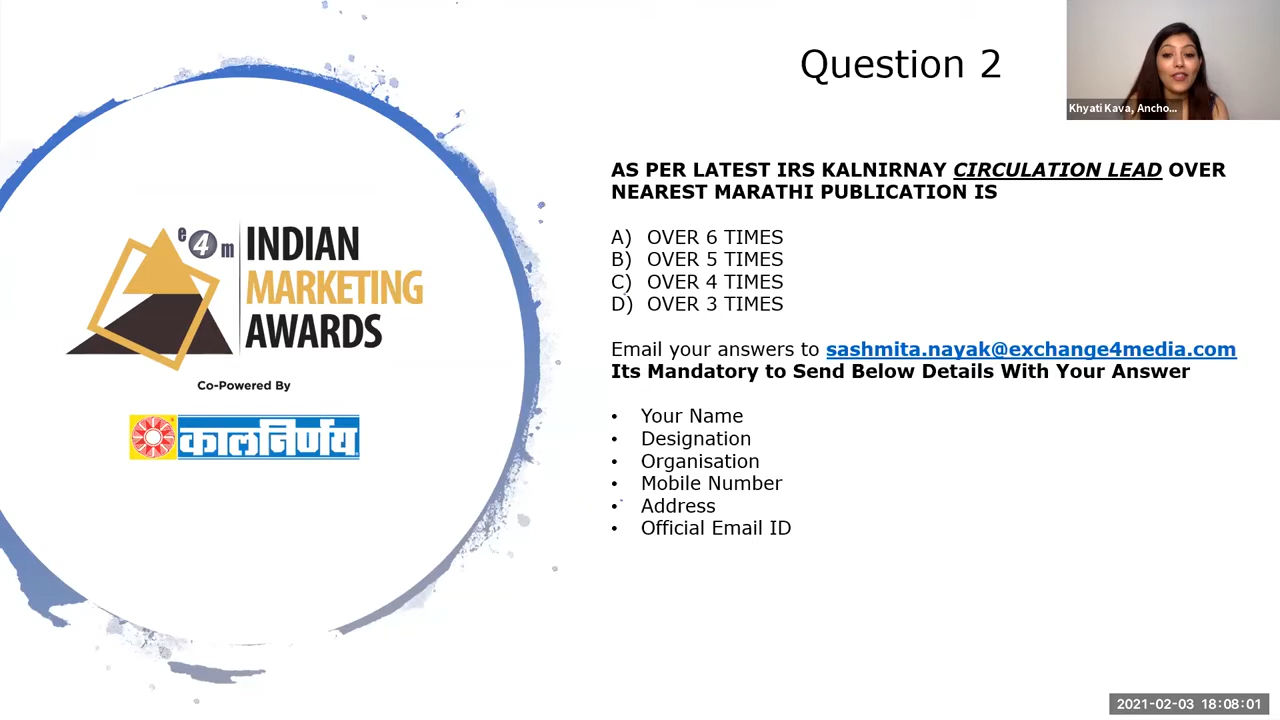 Question 2
Khyati Kava, Ancho...
AS PER LATEST IRS KALNIRNAY CIRCULATION LEAD OVER
NEAREST MARATHI PUBLICATION IS
A) OVER 6 TIMES
B) OVER 5 TIMES
C) OVER 4 TIMES
D) OVER 3 TIMES
Email your answers to sashmita.nayak@exchange4media.com
Its Mandatory to Send Below Details With Your Answer
• Your Name
• Designation
• Organisation
• Mobile Number
• Address
• Official Email ID
e4m
INDIAN
MARKETING
AWARDS
Co-Powered By
कालनिर्णय
2021-02-03 18:08:01